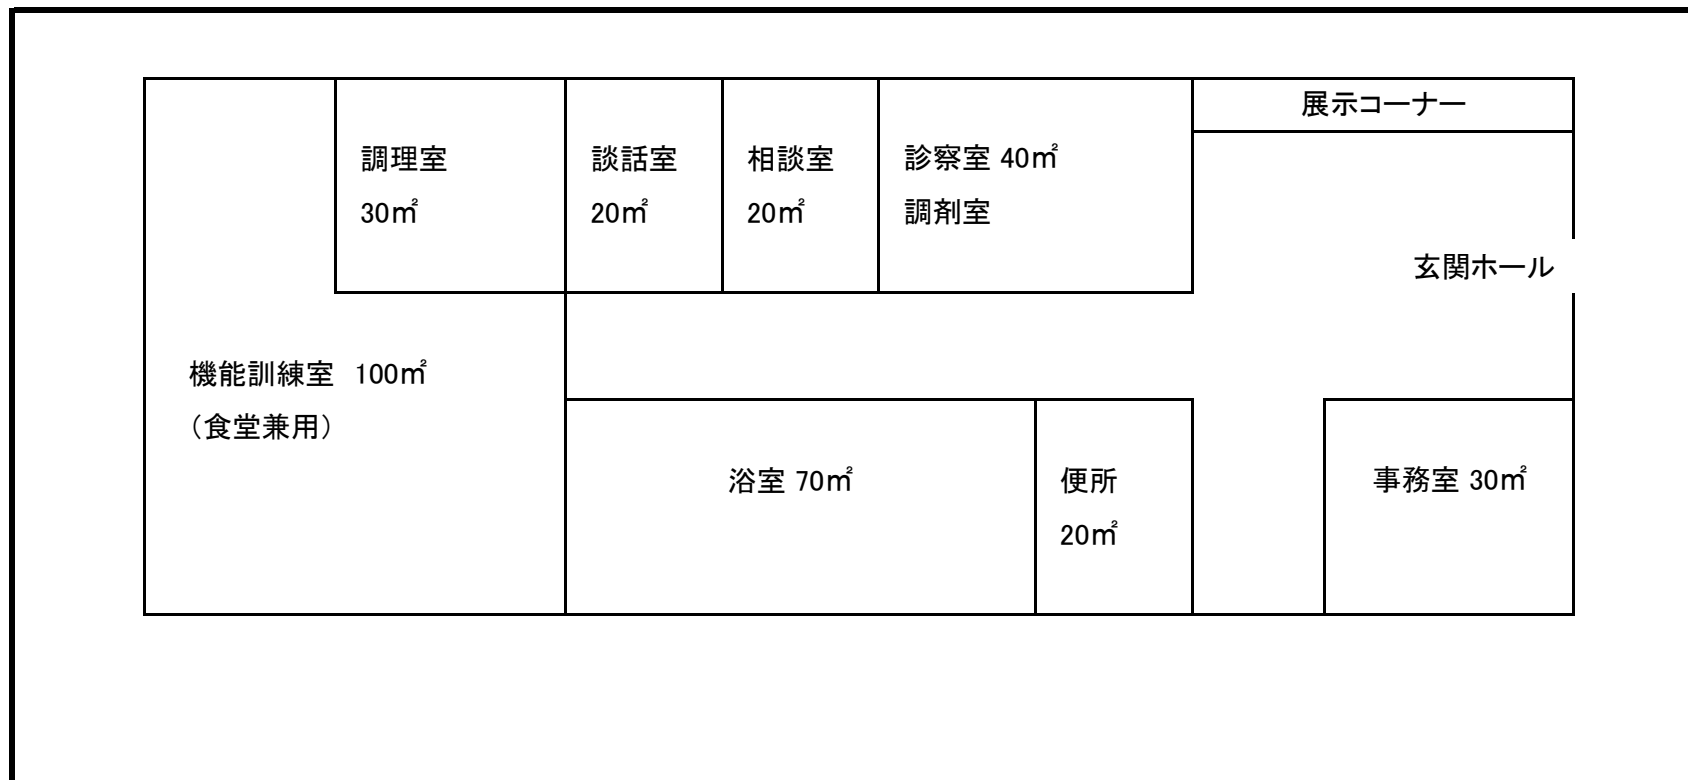 展示コーナー
調理室
30㎡
談話室
20㎡
相談室
20㎡
診察室 40㎡
調剤室
玄関ホール
機能訓練室　100㎡
（食堂兼用）
浴室 70㎡
便所
20㎡
事務室 30㎡